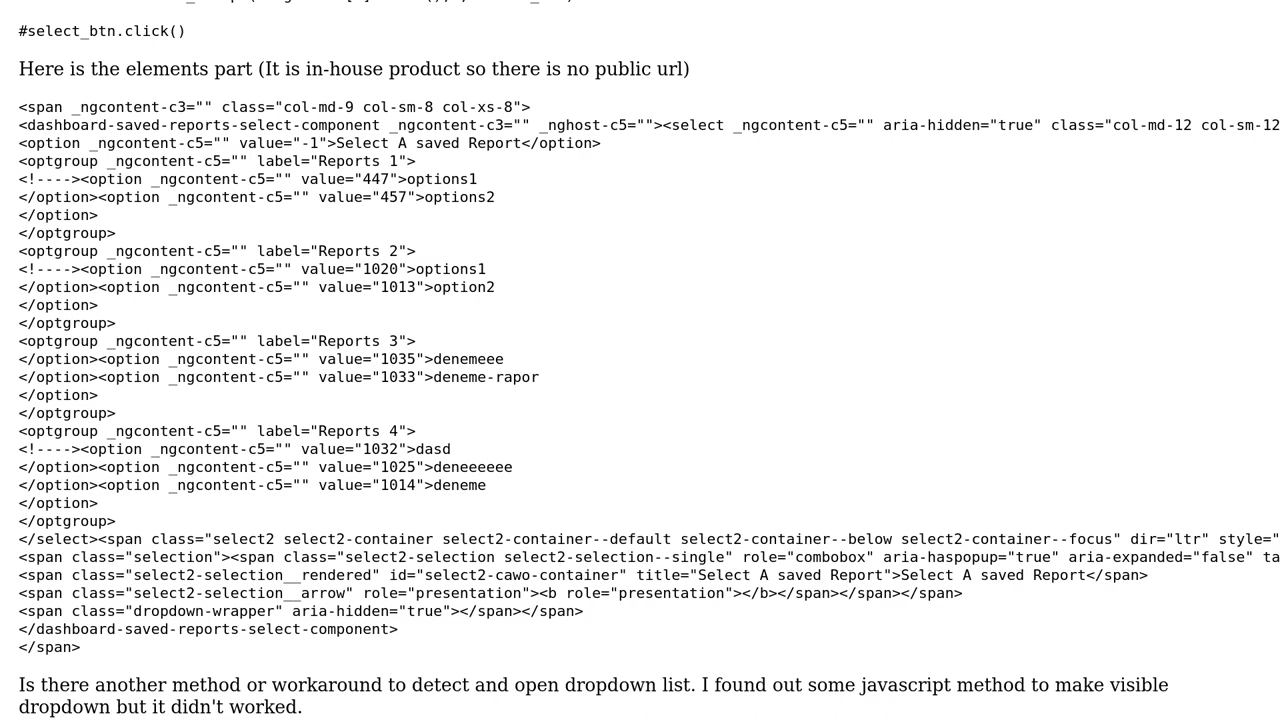 #select_btn.click()
Here is the elements part (It is in-house product so there is no public url)
<span _ngcontent-c3="" class="col-md-9 col-sm-8 col-xs-8">
<dashboard-saved-reports-select-component _ngcontent-c3="" _nghost-c5=""><select _ngcontent-c5="" aria-hidden="true" class="col-md-12 col-sm-12
<option _ngcontent-c5="" value="-1">Select A saved Report</option>
<optgroup _ngcontent-c5="" label="Reports 1">
<!----><option _ngcontent-c5="" value="447">options1
</option><option _ngcontent-c5="" value="457">options2
</option>
</optgroup>
<optgroup _ngcontent-c5="" label="Reports 2">
<!----><option _ngcontent-c5="" value="1020">options1
</option><option _ngcontent-c5="" value="1013">option2
</option>
</optgroup>
<optgroup _ngcontent-c5="" label="Reports 3">
</option><option _ngcontent-c5="" value="1035">denemeee
</option><option _ngcontent-c5="" value="1033">deneme-rapor
</option>
</optgroup>
<optgroup _ngcontent-c5="" label="Reports 4">
<!----><option _ngcontent-c5="" value="1032">dasd
</option><option _ngcontent-c5="" value="1025">deneeeeee
</option><option _ngcontent-c5="" value="1014">deneme
</option>
</optgroup>
</select><span class="select2 select2-container select2-container--default select2-container--below select2-container--focus" dir="ltr" style="
<span class="selection"><span class="select2-selection select2-selection--single" role="combobox" aria-haspopup="true" aria-expanded="false" ta
<span class="select2-selection__rendered" id="select2-cawo-container" title="Select A saved Report">Select A saved Report</span>
<span class="select2-selection__arrow" role="presentation"><b role="presentation"></b></span></span></span>
<span class="dropdown-wrapper" aria-hidden="true"></span></span>
</dashboard-saved-reports-select-component>
</span>
Is there another method or workaround to detect and open dropdown list. I found out some javascript method to make visible
dropdown but it didn't worked.